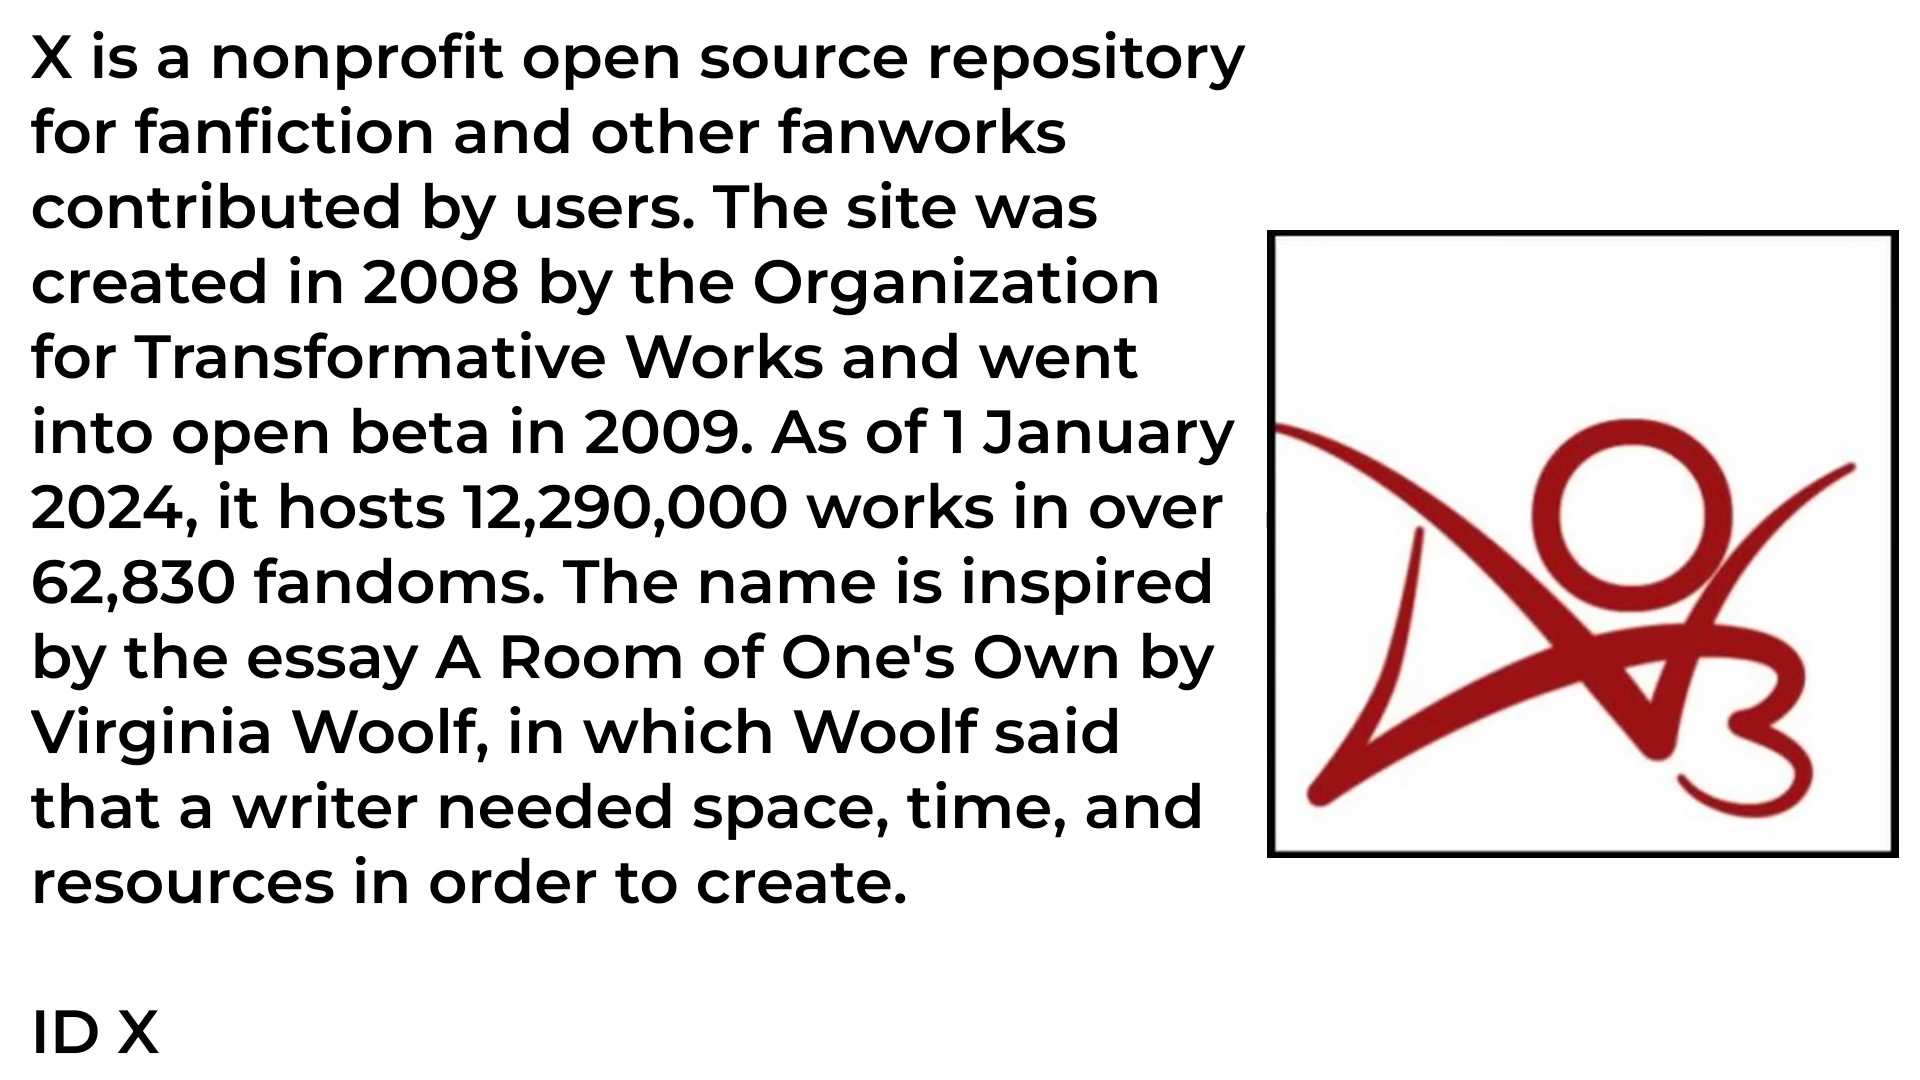 X is a nonprofit open source repository
for fanfiction and other fanworks
contributed by users. The site was
created in 2008 by the Organization
for Transformative Works and went
into open beta in 2009. As of 1 January
2024, it hosts 12,290,000 works in over
62,830 fandoms. The name is inspired
by the essay A Room of One's Own by
Virginia Woolf, in which Woolf said
that a writer needed space, time, and
resources in order to create.
AO3
ID X